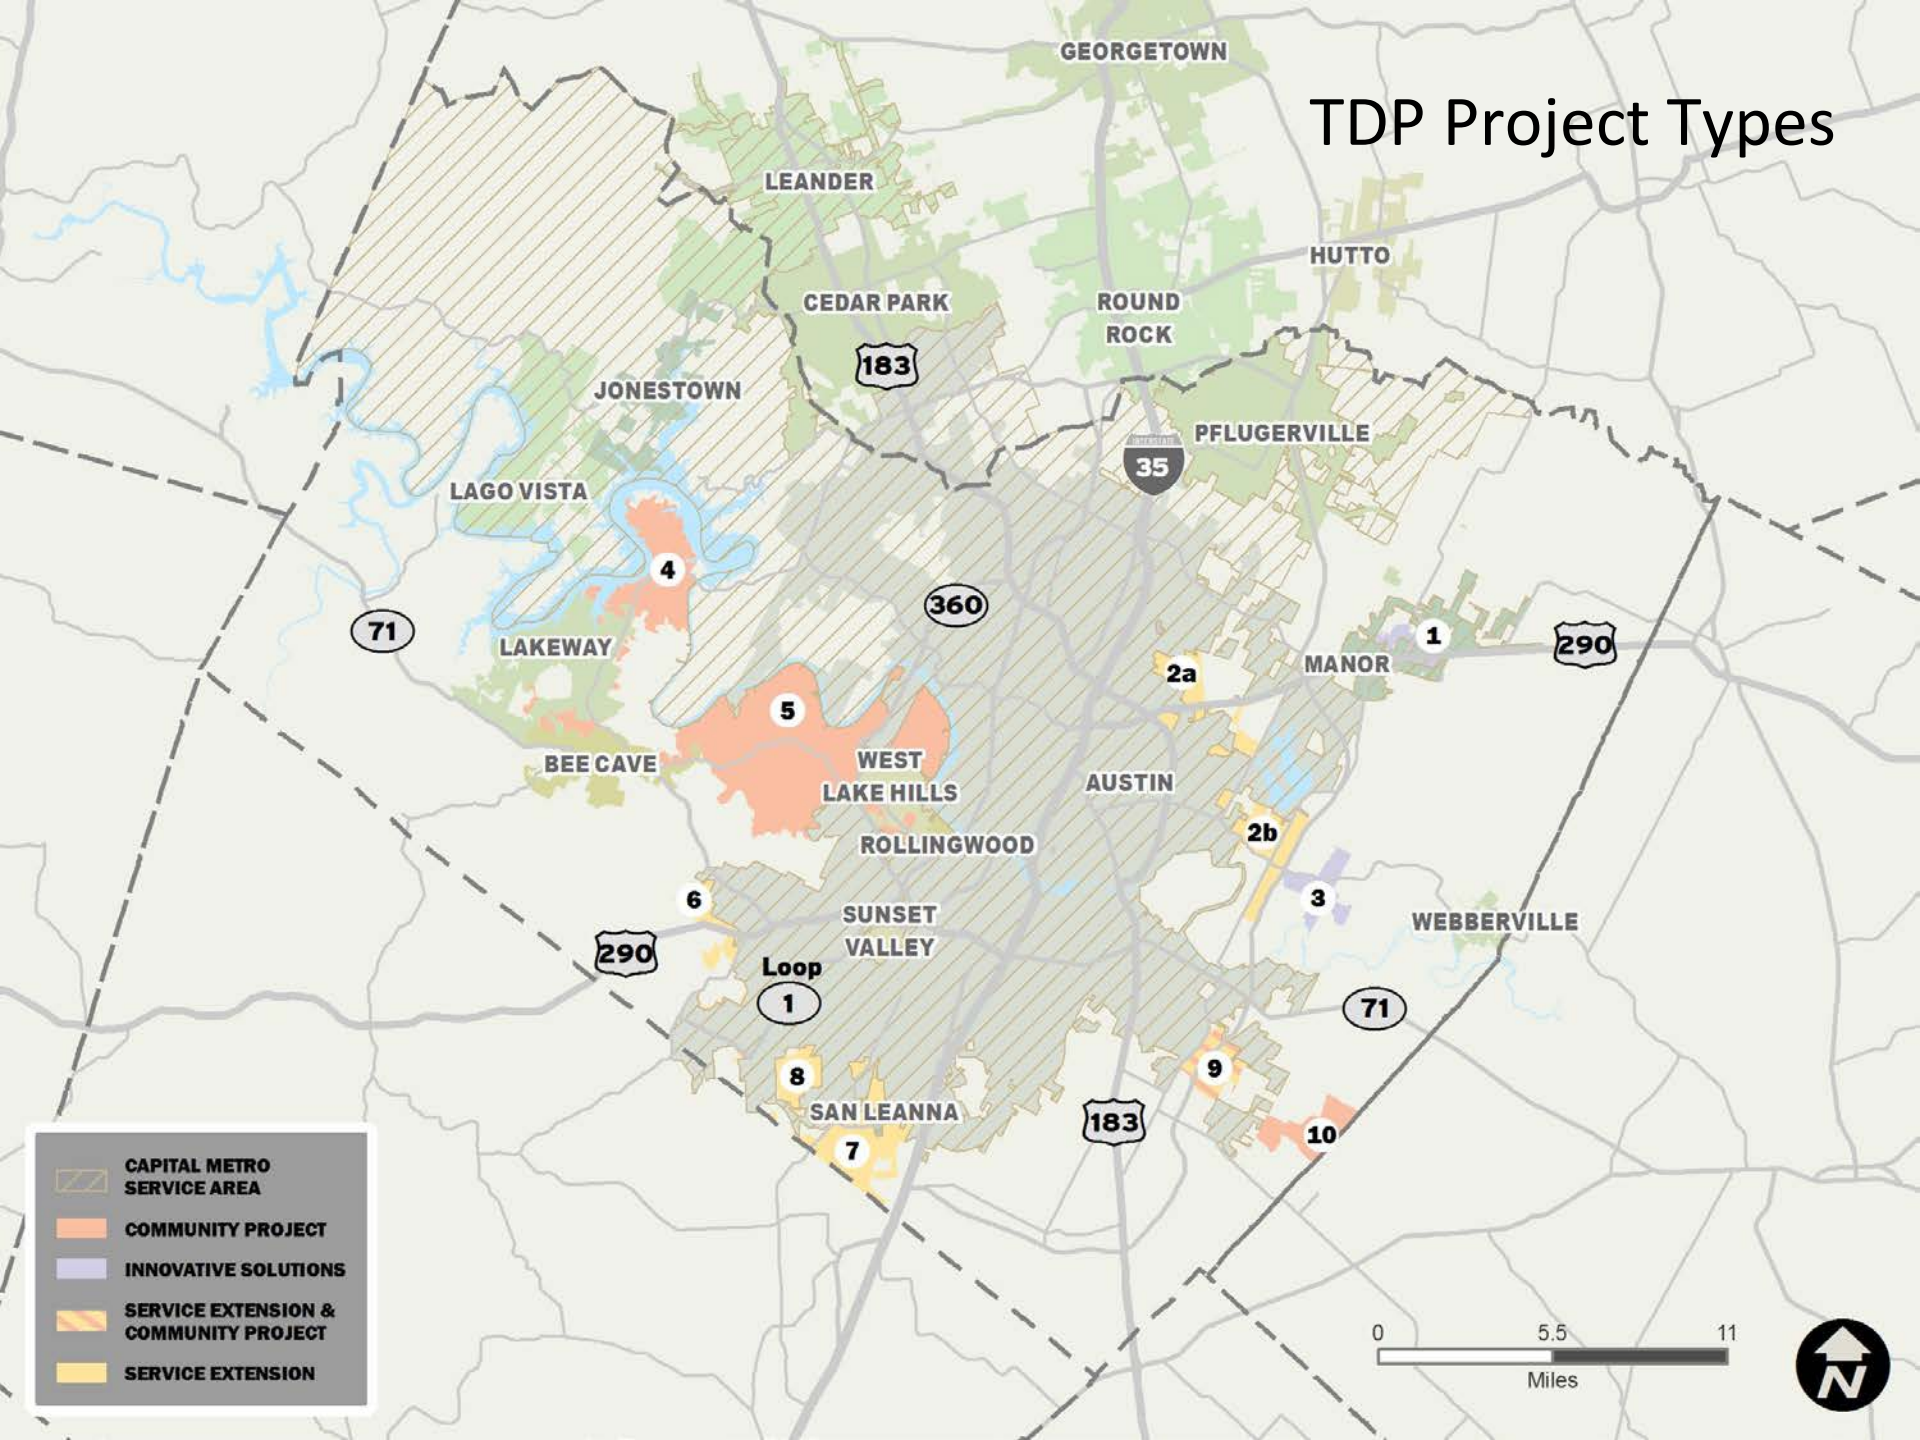 GEORGETOWN
TDP Project Types
LEANDER
HUTTO
CEDAR PARK
ROUND
ROCK
183
JONESTOWN
PFLUGERVILLE
INTERSTATE
35
LAGO VISTA
4
360
71
1
290
LAKEWAY
MANOR
2a
5
WEST
LAKE HILLS
BEE CAVE
AUSTIN
2b
ROLLINGWOOD
6
3
SUNSET
VALLEY
WEBBERVILLE
290
Loop
1
71
9
8
SAN LEANNA
183
10
7
CAPITAL METRO
SERVICE AREA
COMMUNITY PROJECT
INNOVATIVE SOLUTIONS
SERVICE EXTENSION &
COMMUNITY PROJECT
SERVICE EXTENSION
0 5.5 11
Miles
N